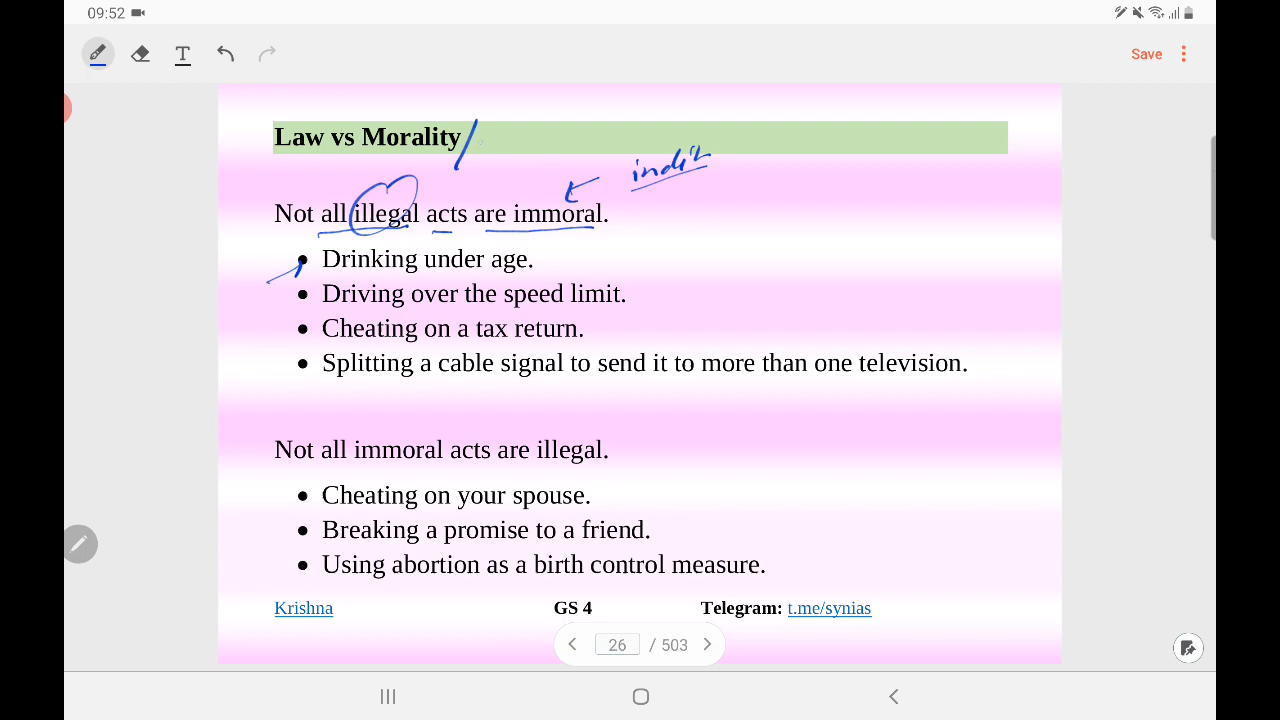 09:52
T
Save
Law vs Morality
Not all illegal acts are immoral.
• Drinking under age.
• Driving over the speed limit.
• Cheating on a tax return.
• Splitting a cable signal to send it to more than one television.
Not all immoral acts are illegal.
• Cheating on your spouse.
• Breaking a promise to a friend.
• Using abortion as a birth control measure.
Krishna GS 4 Telegram: t.me/synias
26 / 503